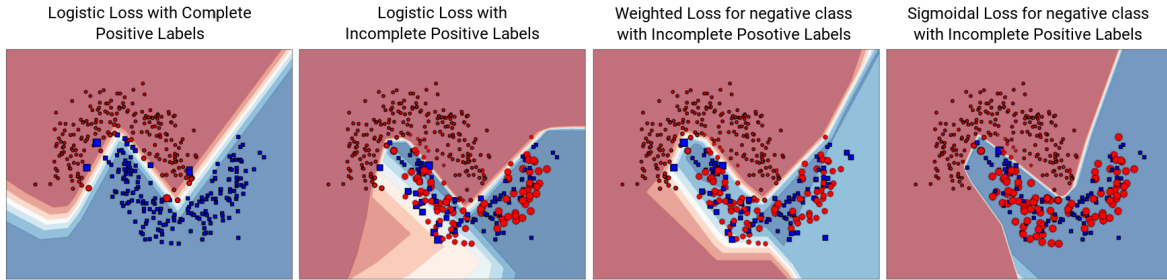 Logistic Loss with Complete
Positive Labels
Logistic Loss with
Incomplete Positive Labels
Weighted Loss for negative class
with Incomplete Posotive Labels
Sigmoidal Loss for negative class
with Incomplete Positive Labels